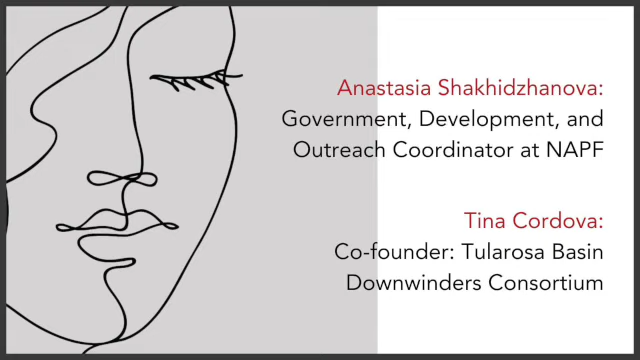 Anastasia Shakhidzhanova:
Government, Development, and
Outreach Coordinator at NAPF
Tina Cordova:
Co-founder: Tularosa Basin
Downwinders Consortium